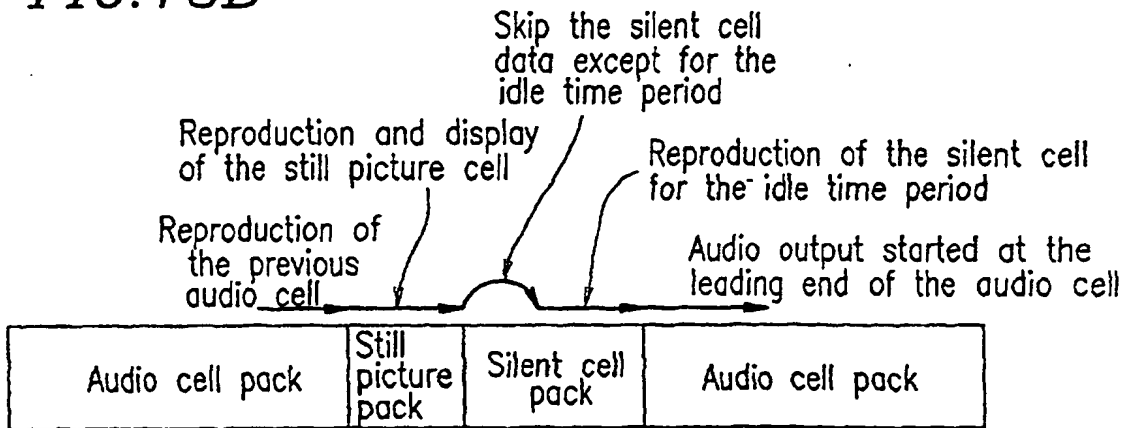 Skip the silent cell
data except for the
idle time period
Reproduction and display
of the still picture cell
Reproduction of the silent cell
for the idle time period
Reproduction of
the previous
audio cell
Audio output started at the
leading end of the audio cell
Audio cell pack
Still
picture
pack
Silent cell
pack
Audio cell pack